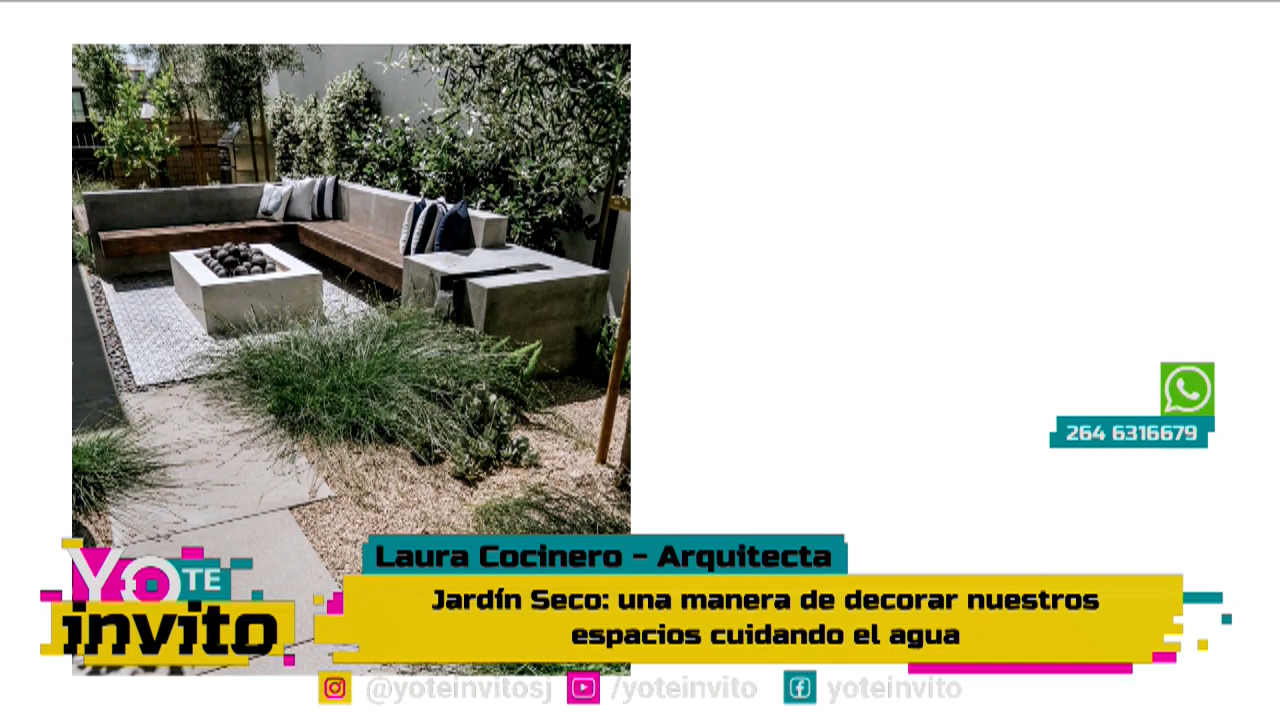 264 6316679
Laura Cocinero - Arquitecta
YO TE
invito
Jardín Seco: una manera de decorar nuestros
espacios cuidando el agua
@yoteinvitosj /yoteinvito yoteinvito